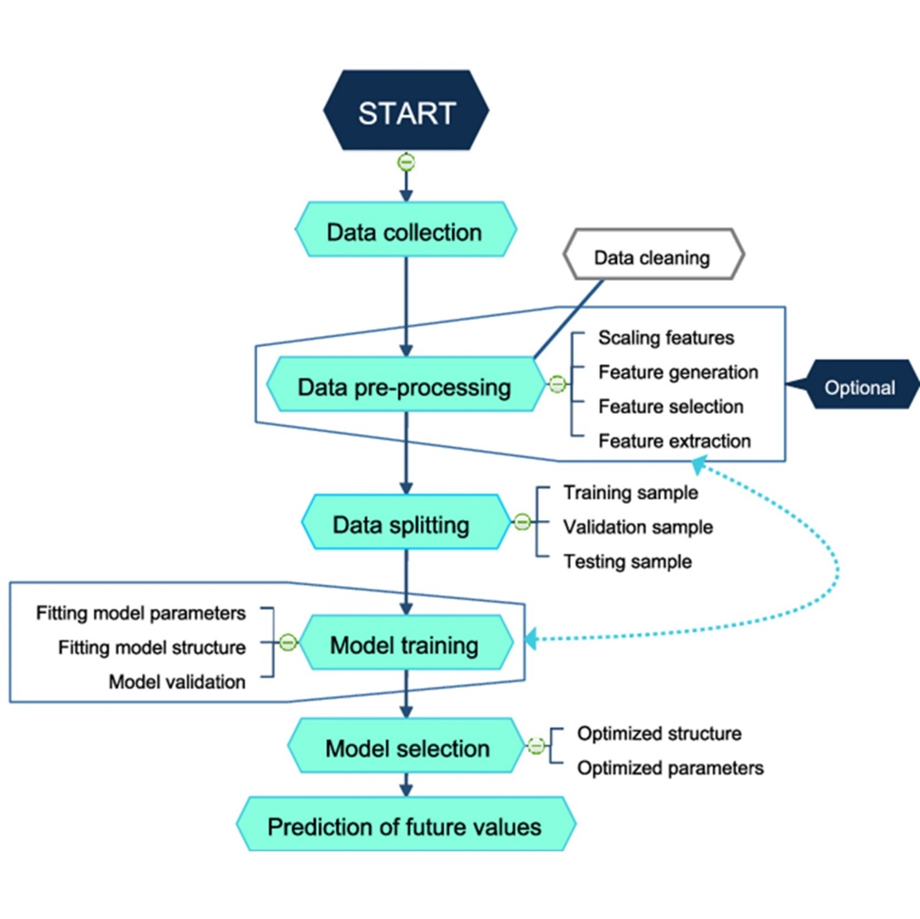 START
Data collection
Data cleaning
Data pre-processing
Scaling features
Feature generation
Feature selection
Feature extraction
Optional
Data splitting
Training sample
Validation sample
Testing sample
Fitting model parameters
Fitting model structure
Model validation
Model training
Model selection
Optimized structure
Optimized parameters
Prediction of future values